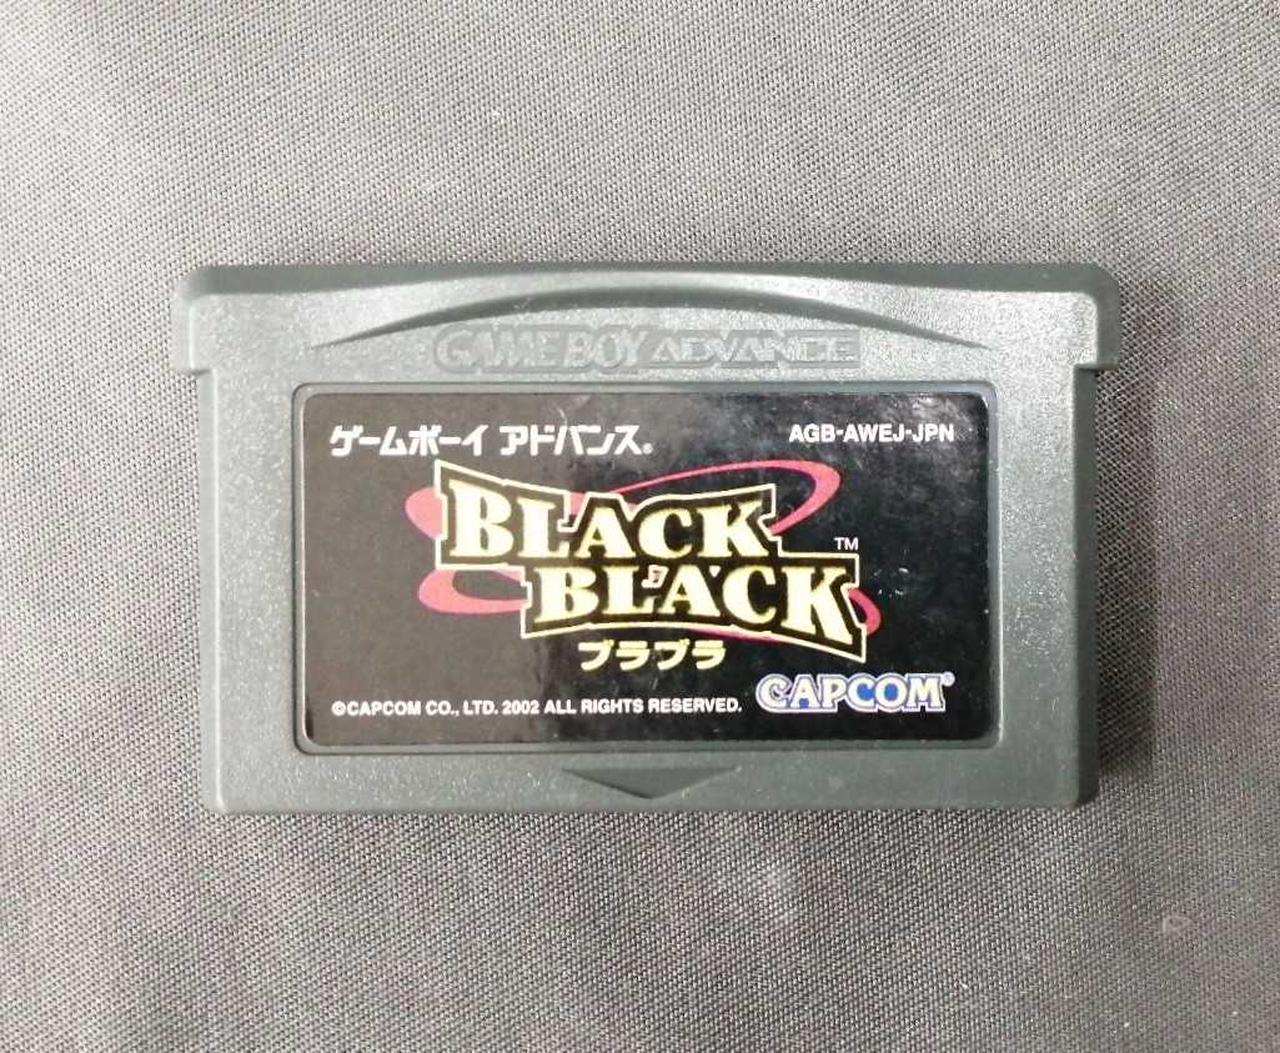 GAME BOY ADVANCE
ゲームボーイ アドバンス®
AGB-AWEJ-JPN
BLACK
BLACK
TM
ブラブラ
©CAPCOM CO., LTD. 2002 ALL RIGHTS RESERVED.
CAPCOM®